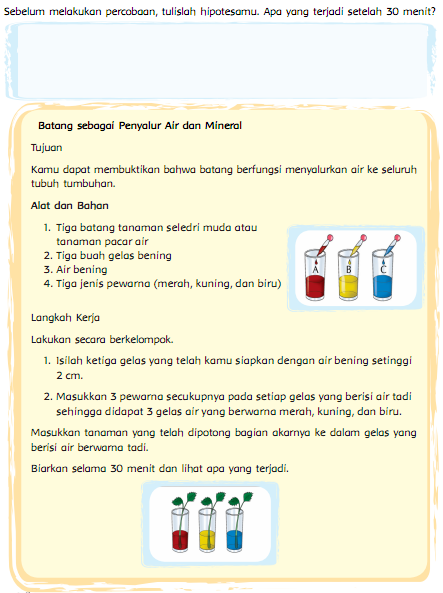 Sebelum melakukan percobaan, tulislah hipotesamu. Apa yang terjadi setelah 30 menit?
Batang sebagai Penyalur Air dan Mineral
Tujuan
Kamu dapat membuktikan bahwa batang berfungsi menyalurkan air ke seluruh
tubuh tumbuhan.
Alat dan Bahan
1. Tiga batang tanaman seledri muda atau
tanaman pacar air
2. Tiga buah gelas bening
3. Air bening
4. Tiga jenis pewarna (merah, kuning, dan biru)
A B C
Langkah Kerja
Lakukan secara berkelompok.
1. Isilah ketiga gelas yang telah kamu siapkan dengan air bening setinggi
2 cm.
2. Masukkan 3 pewarna secukupnya pada setiap gelas yang berisi air tadi
sehingga didapat 3 gelas air yang berwarna merah, kuning, dan biru.
Masukkan tanaman yang telah dipotong bagian akarnya ke dalam gelas yang
berisi air berwarna tadi.
Biarkan selama 30 menit dan lihat apa yang terjadi.